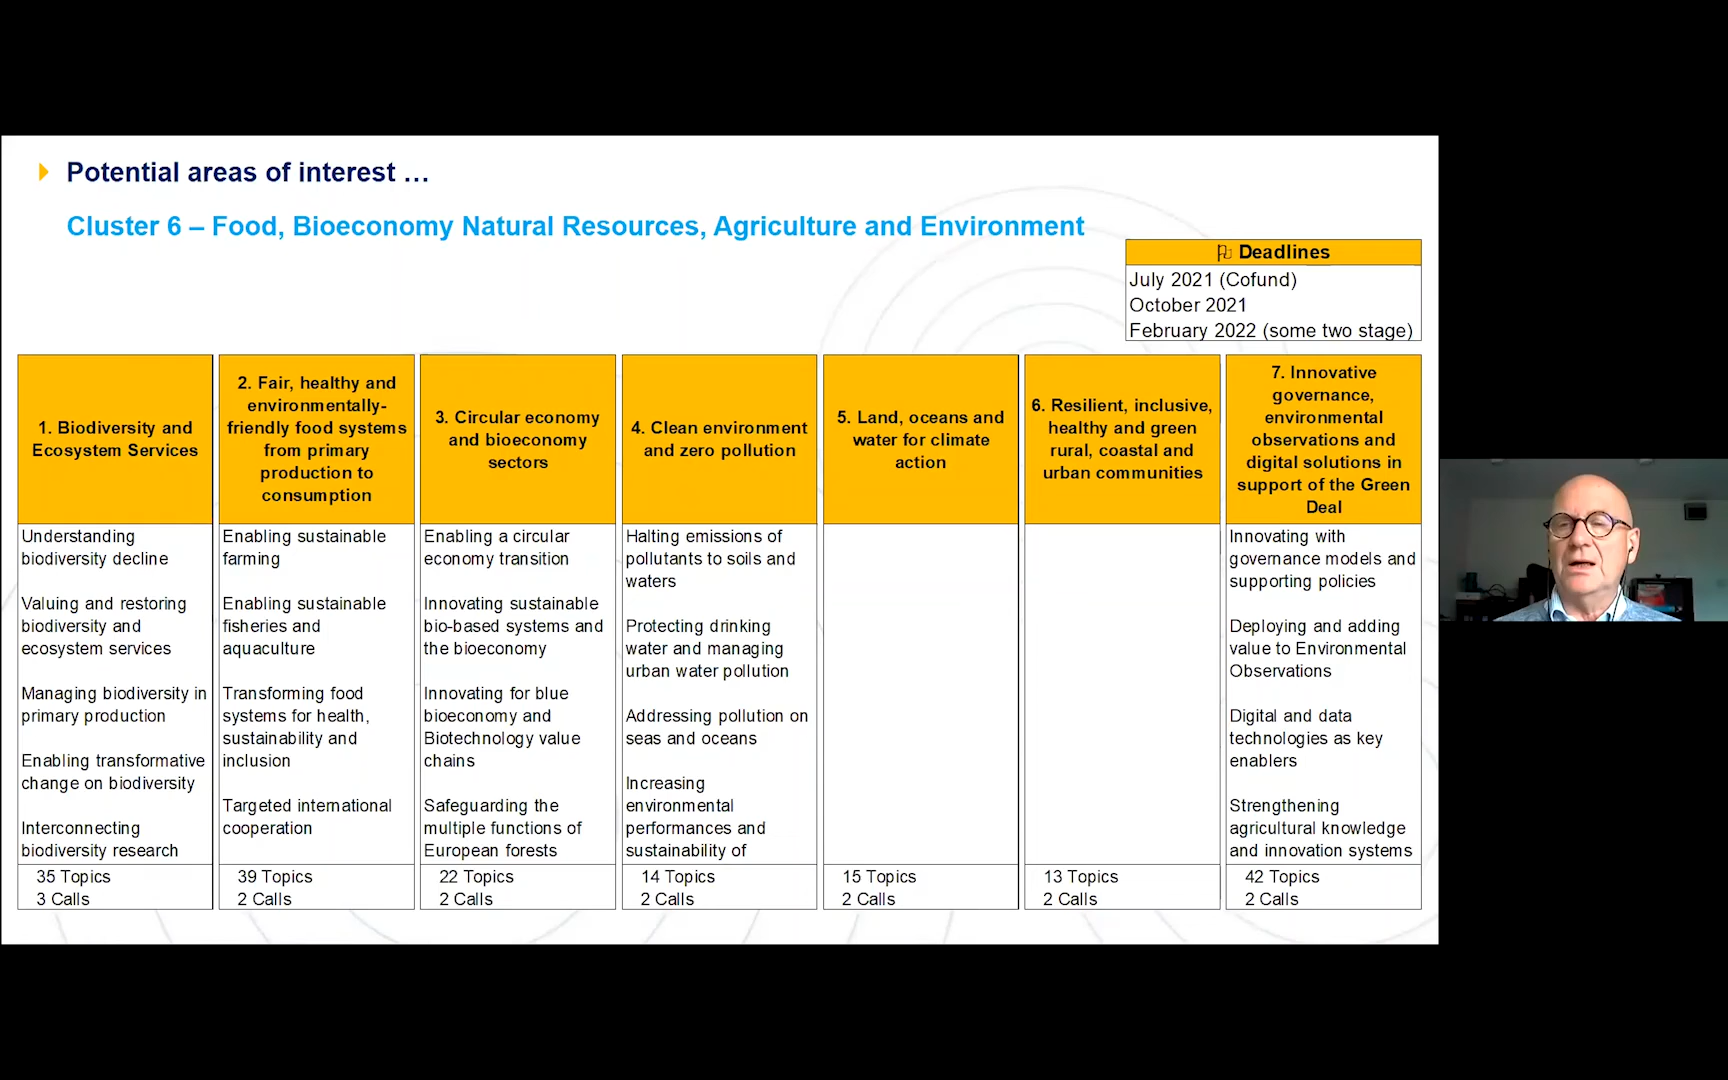 Potential areas of interest …
Cluster 6 – Food, Bioeconomy Natural Resources, Agriculture and Environment
Deadlines
July 2021 (Cofund)
October 2021
February 2022 (some two stage)
1. Biodiversity and
Ecosystem Services
Understanding
biodiversity decline
Valuing and restoring
biodiversity and
ecosystem services
Managing biodiversity in
primary production
Enabling transformative
change on biodiversity
Interconnecting
biodiversity research
35 Topics
3 Calls
2. Fair, healthy and
environmentally-
friendly food systems
from primary
production to
consumption
Enabling sustainable
farming
Enabling sustainable
fisheries and
aquaculture
Transforming food
systems for health,
sustainability and
inclusion
Targeted international
cooperation
39 Topics
2 Calls
3. Circular economy
and bioeconomy
sectors
Enabling a circular
economy transition
Innovating sustainable
bio-based systems and
the bioeconomy
Innovating for blue
bioeconomy and
Biotechnology value
chains
Safeguarding the
multiple functions of
European forests
22 Topics
2 Calls
4. Clean environment
and zero pollution
Halting emissions of
pollutants to soils and
waters
Protecting drinking
water and managing
urban water pollution
Addressing pollution on
seas and oceans
Increasing
environmental
performances and
sustainability of
14 Topics
2 Calls
5. Land, oceans and
water for climate
action
15 Topics
2 Calls
6. Resilient, inclusive,
healthy and green
rural, coastal and
urban communities
13 Topics
2 Calls
7. Innovative
governance,
environmental
observations and
digital solutions in
support of the Green
Deal
Innovating with
governance models and
supporting policies
Deploying and adding
value to Environmental
Observations
Digital and data
technologies as key
enablers
Strengthening
agricultural knowledge
and innovation systems
42 Topics
2 Calls